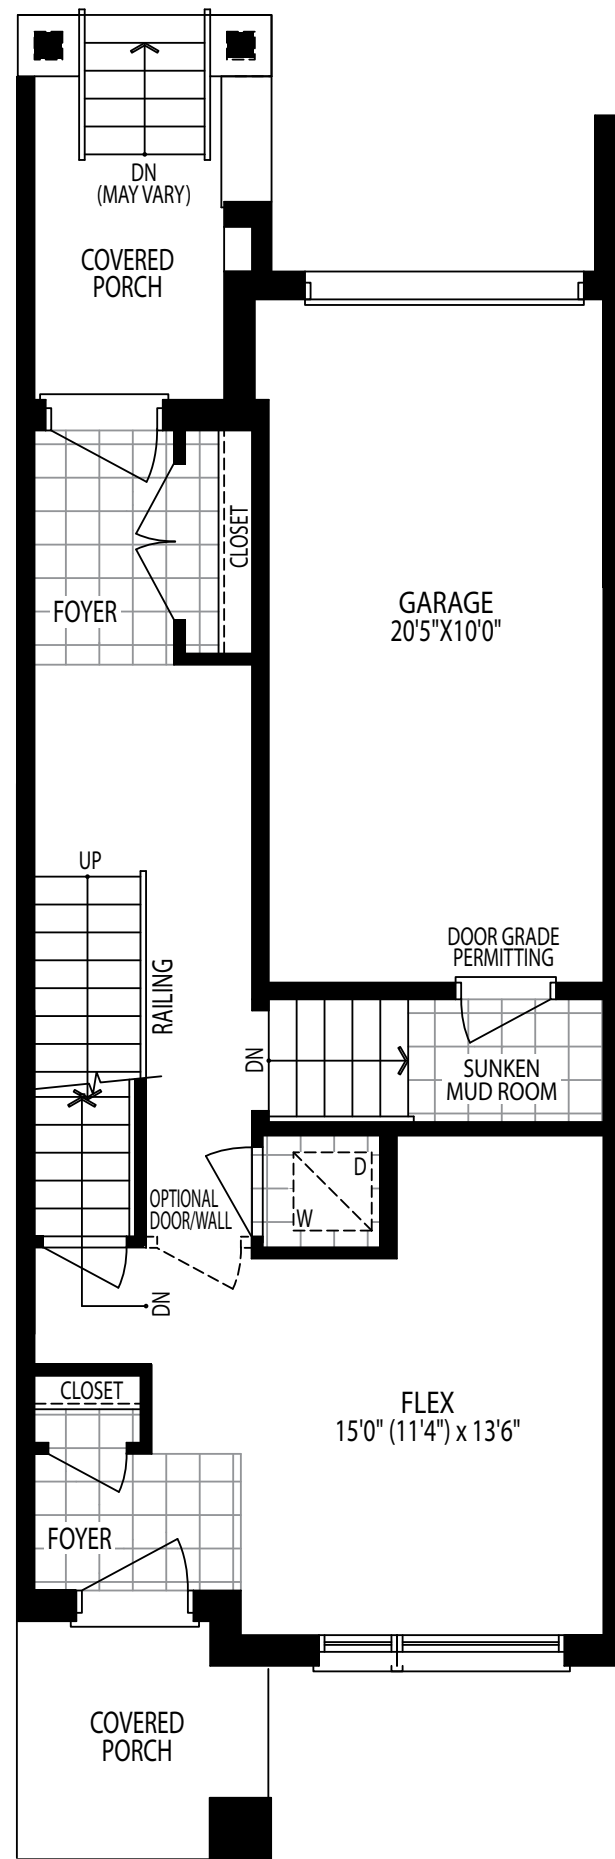 DN
(MAY VARY)
COVERED
PORCH
CLOSET
FOYER
GARAGE
20'5"X10'0"
UP
RAILING
DOOR GRADE
PERMITTING
DN
SUNKEN
MUD ROOM
D
W
OPTIONAL
DOOR/WALL
DN
CLOSET
FLEX
15'0" (11'4") x 13'6"
FOYER
COVERED
PORCH